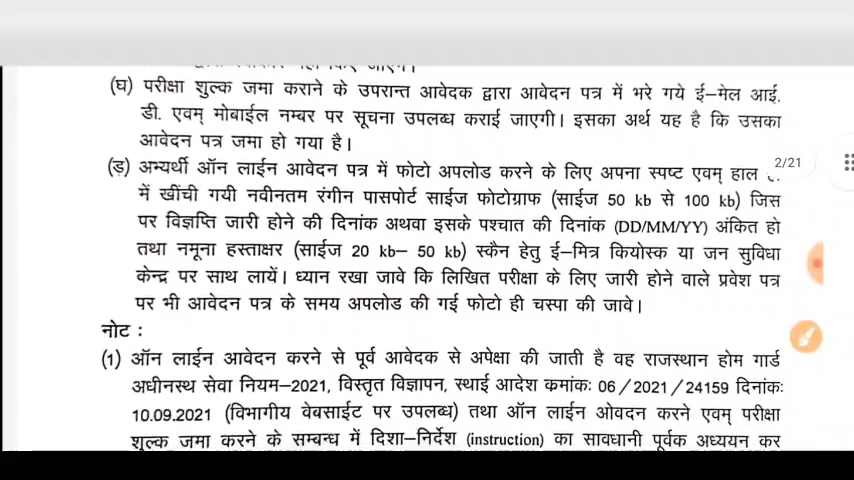 (घ) परीक्षा शुल्क जमा कराने के उपरान्त आवेदक द्वारा आवेदन पत्र में भरे गये ई–मेल आई.
डी. एवम् मोबाईल नम्बर पर सूचना उपलब्ध कराई जाएगी। इसका अर्थ यह है कि उसका
आवेदन पत्र जमा हो गया है।
(ड़) अभ्यर्थी ऑन लाईन आवेदन पत्र में फोटो अपलोड करने के लिए अपना स्पष्ट एवम् हाल
2/21
में खींची गयी नवीनतम रंगीन पासपोर्ट साईज फोटोग्राफ (साईज 50 kb से 100 kb) जिस
पर विज्ञप्ति जारी होने की दिनांक अथवा इसके पश्चात की दिनांक (DD/MM/YY) अंकित हो
तथा नमूना हस्ताक्षर (साईज 20 kb– 50 kb) स्कैन हेतु ई–मित्र कियोस्क या जन सुविधा
केन्द्र पर साथ लायें। ध्यान रखा जावे कि लिखित परीक्षा के लिए जारी होने वाले प्रवेश पत्र
पर भी आवेदन पत्र के समय अपलोड की गई फोटो ही चस्पा की जावे।
नोट :
(1) ऑन लाईन आवेदन करने से पूर्व आवेदक से अपेक्षा की जाती है वह राजस्थान होम गार्ड
अधीनस्थ सेवा नियम–2021, विस्तृत विज्ञापन, स्थाई आदेश क्रमांकः 06/2021/24159 दिनांकः
10.09.2021 (विभागीय वेबसाईट पर उपलब्ध) तथा ऑन लाईन ओवदन करने एवम् परीक्षा
शुल्क जमा करने के सम्बन्ध में दिशा–निर्देश (instruction) का सावधानी पूर्वक अध्ययन कर